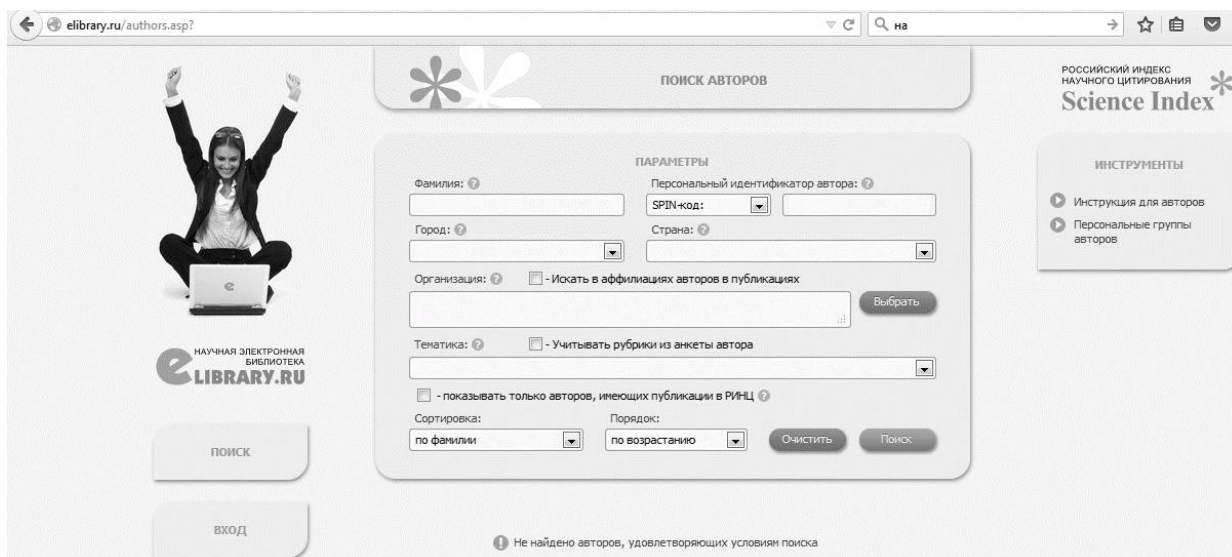 elibrary.ru/authors.asp?
на
ПОИСК АВТОРОВ
РОССИЙСКИЙ ИНДЕКС
НАУЧНОГО ЦИТИРОВАНИЯ
Science Index
ПАРАМЕТРЫ
Фамилия:
Персональный идентификатор автора:
SPIN-код:
Город:
Страна:
Организация:
- Искать в аффилиациях авторов в публикациях
Выбрать
Тематика:
- Учитывать рубрики из анкеты автора
- показывать только авторов, имеющих публикации в РИНЦ
Сортировка:
Порядок:
по фамилии
по возрастанию
Очистить
Поиск
Не найдено авторов, удовлетворяющих условиям поиска
ИНСТРУМЕНТЫ
Инструкция для авторов
Персональные группы
авторов
НАУЧНАЯ ЭЛЕКТРОННАЯ
БИБЛИОТЕКА
eLIBRARY.RU
ПОИСК
ВХОД